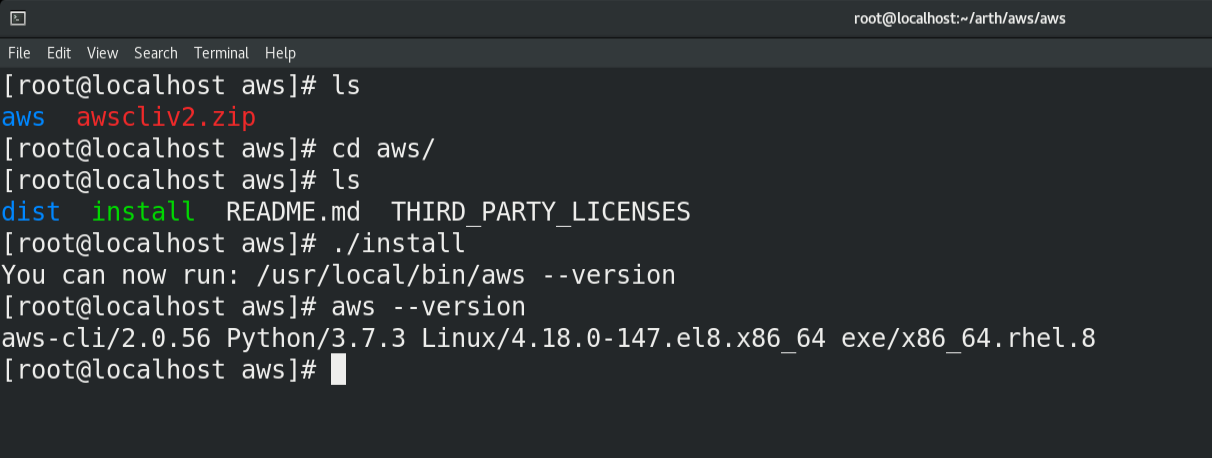 root@localhost:~/arth/aws/aws
File Edit View Search Terminal Help
[root@localhost aws]# ls
aws  awscliv2.zip
[root@localhost aws]# cd aws/
[root@localhost aws]# ls
dist  install  README.md  THIRD_PARTY_LICENSES
[root@localhost aws]# ./install
You can now run: /usr/local/bin/aws --version
[root@localhost aws]# aws --version
aws-cli/2.0.56 Python/3.7.3 Linux/4.18.0-147.el8.x86_64 exe/x86_64.rhel.8
[root@localhost aws]#